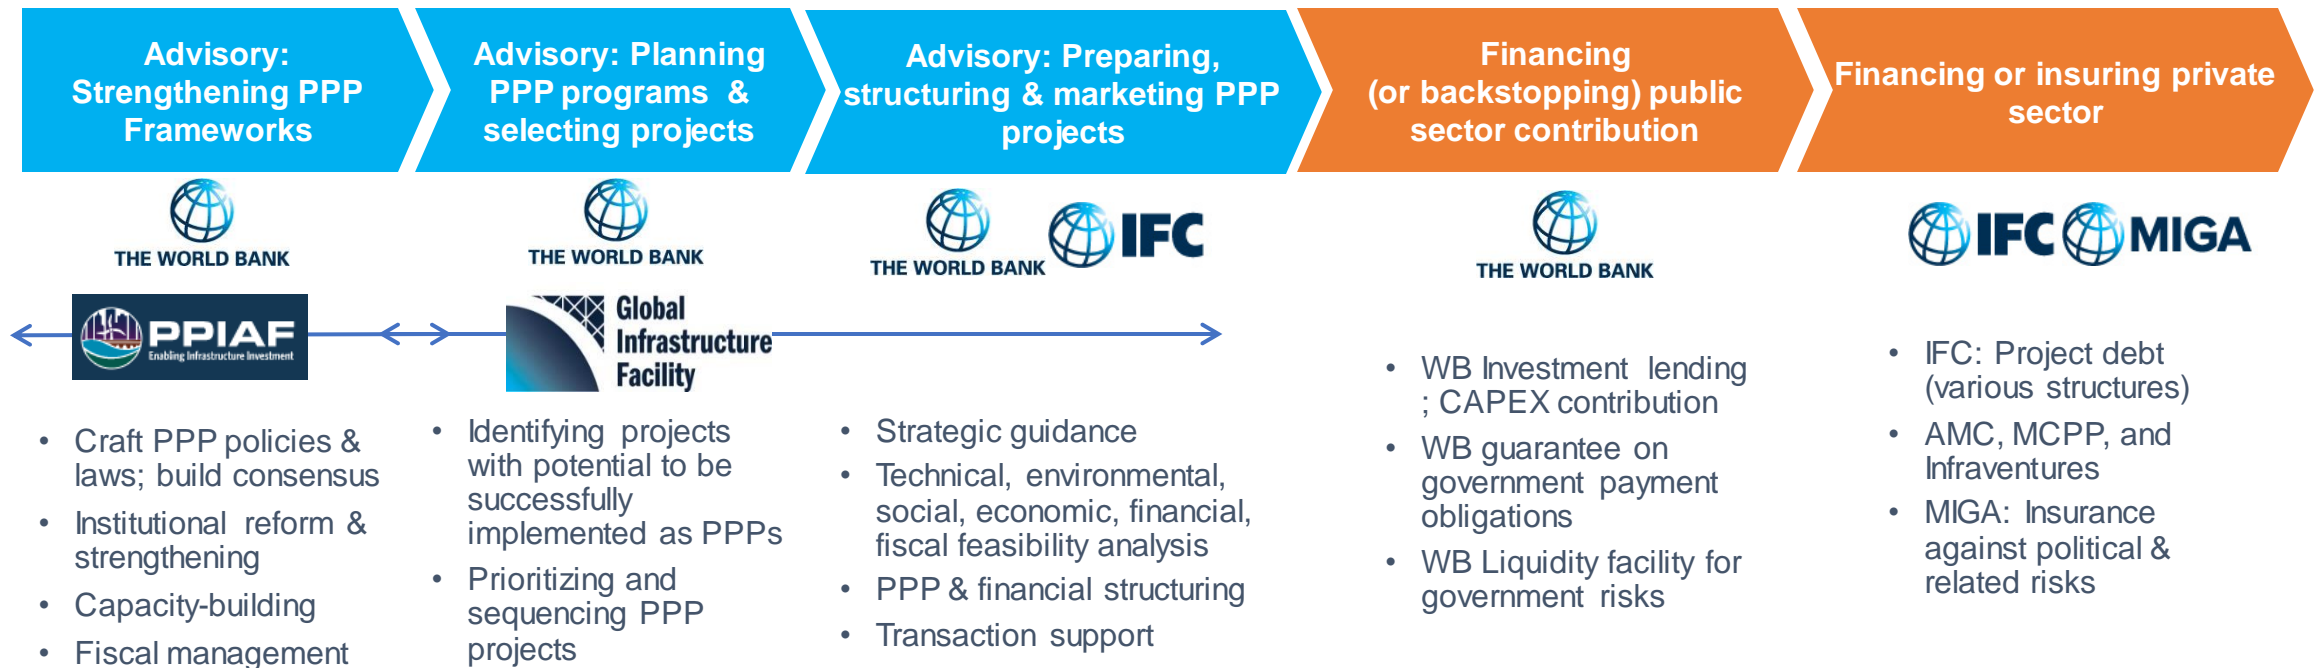 Advisory:
Strengthening PPP
Frameworks
Advisory: Planning
PPP programs &
selecting projects
Advisory: Preparing,
structuring & marketing PPP
projects
Financing
(or backstopping) public
sector contribution
Financing or insuring private
sector
THE WORLD BANK
THE WORLD BANK
THE WORLD BANK
IFC
THE WORLD BANK
IFC
MIGA
PPIAF
Enabling Infrastructure Investment
Global
Infrastructure
Facility
• Craft PPP policies &
laws; build consensus
• Institutional reform &
strengthening
• Capacity-building
• Fiscal management
• Identifying projects
with potential to be
successfully
implemented as PPPs
• Prioritizing and
sequencing PPP
projects
• Strategic guidance
• Technical, environmental,
social, economic, financial,
fiscal feasibility analysis
• PPP & financial structuring
• Transaction support
• WB Investment lending
; CAPEX contribution
• WB guarantee on
government payment
obligations
• WB Liquidity facility for
government risks
• IFC: Project debt
(various structures)
• AMC, MCPP, and
Infraventures
• MIGA: Insurance
against political &
related risks